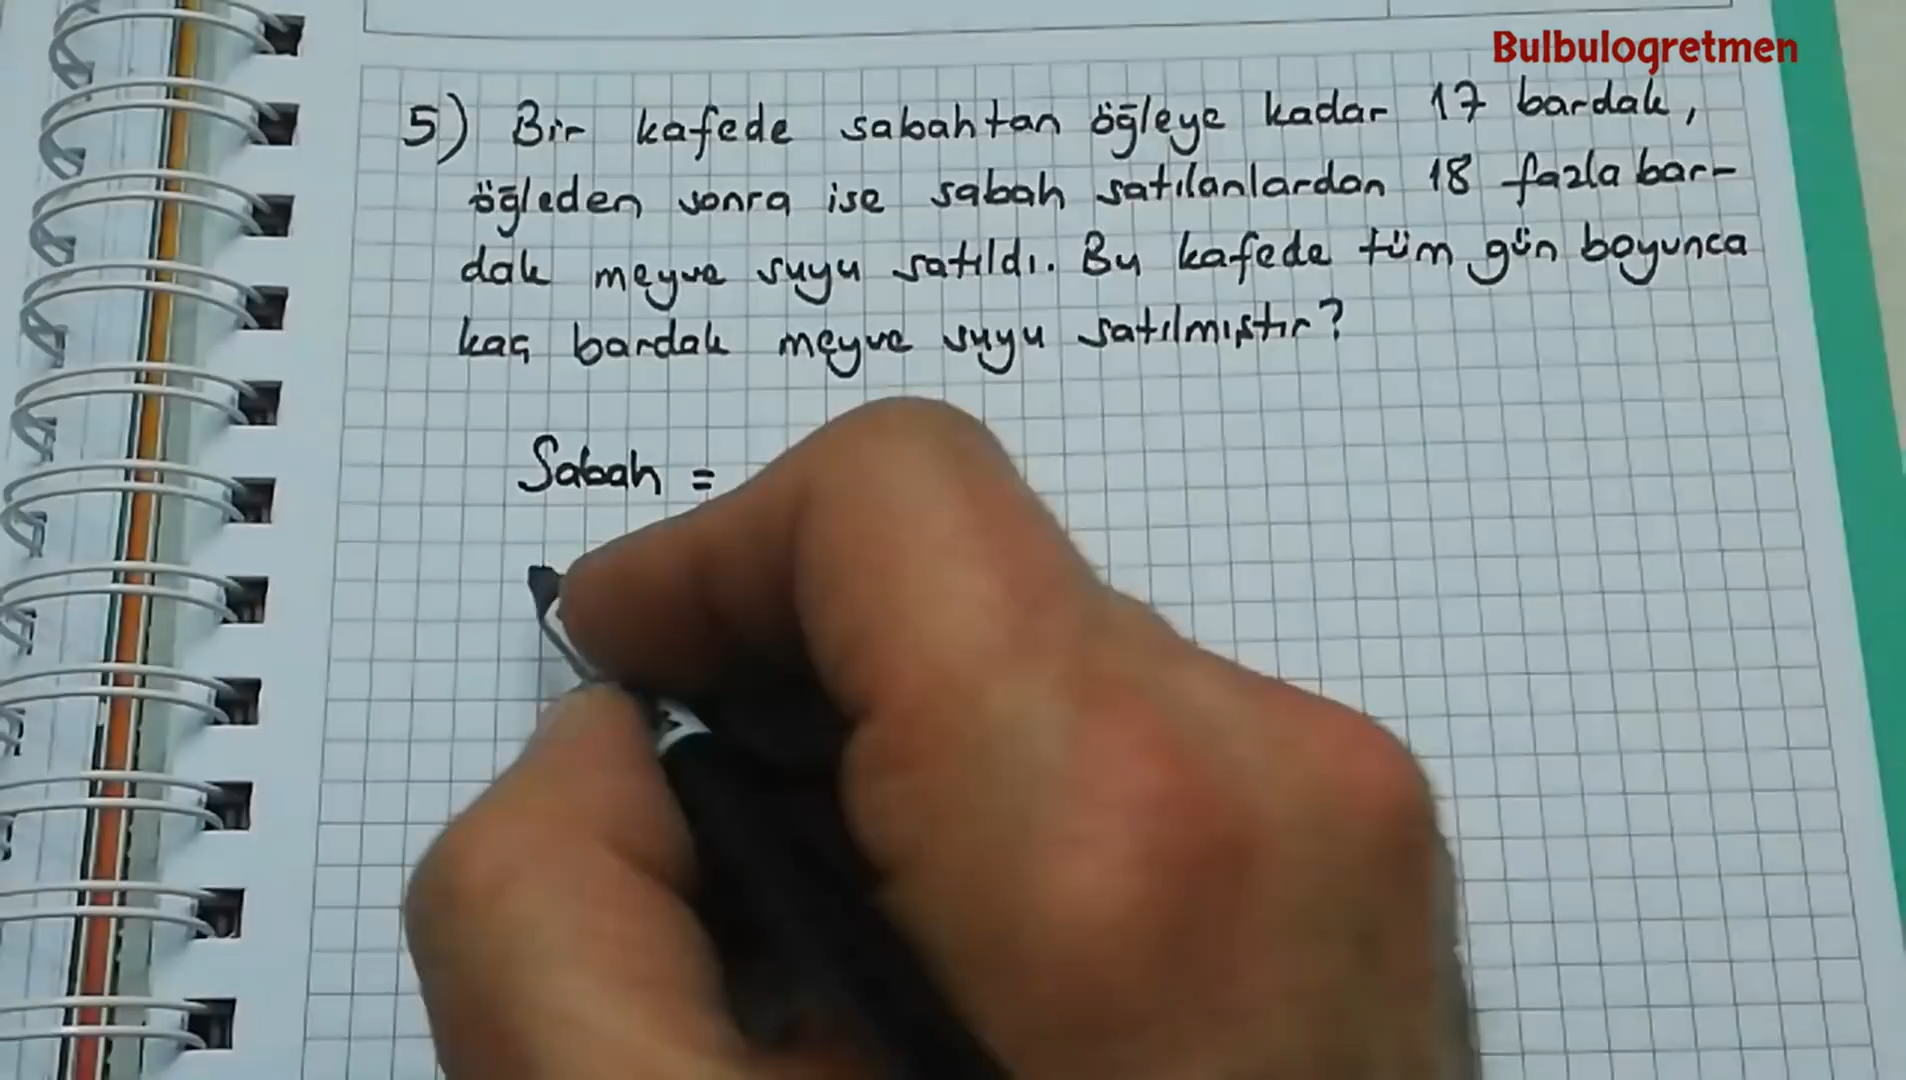 Bulbulogretmen
5) Bir kafede sabahtan öğleye kadar 17 bardak,
öğleden sonra ise sabah satılanlardan 18 fazla bar-
dak meyve suyu satıldı. Bu kafede tüm gün boyunca
kaç bardak meyve suyu satılmıştır?
Sabah =